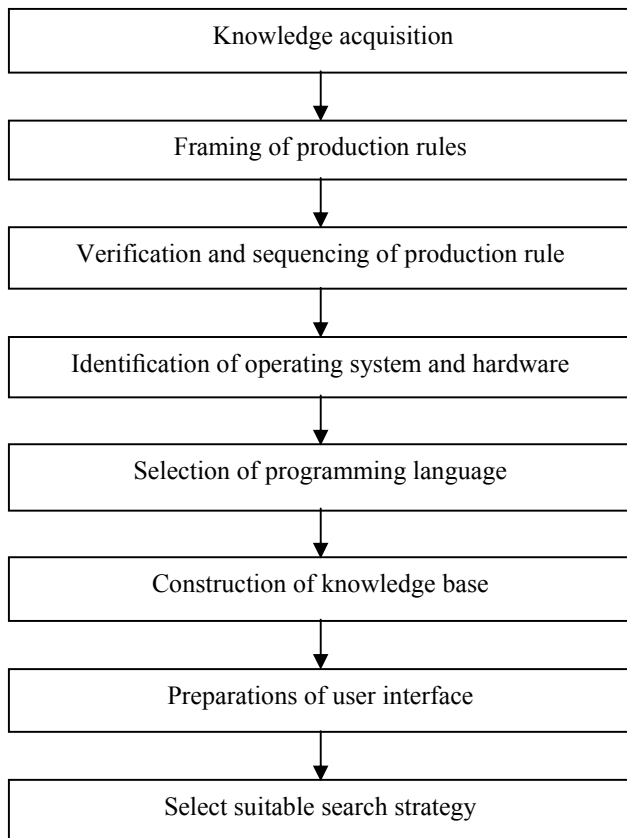 Knowledge acquisition
Framing of production rules
Verification and sequencing of production rule
Identification of operating system and hardware
Selection of programming language
Construction of knowledge base
Preparations of user interface
Select suitable search strategy